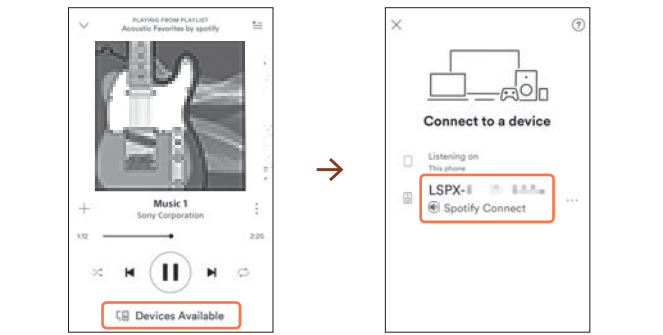 PLAYING FROM PLAYLIST
Acoustic Favorites by spotify
Music 1
Sony Corporation
1:12
2:25
Devices Available
?
Connect to a device
Listening on
This phone
LSPX-
Spotify Connect